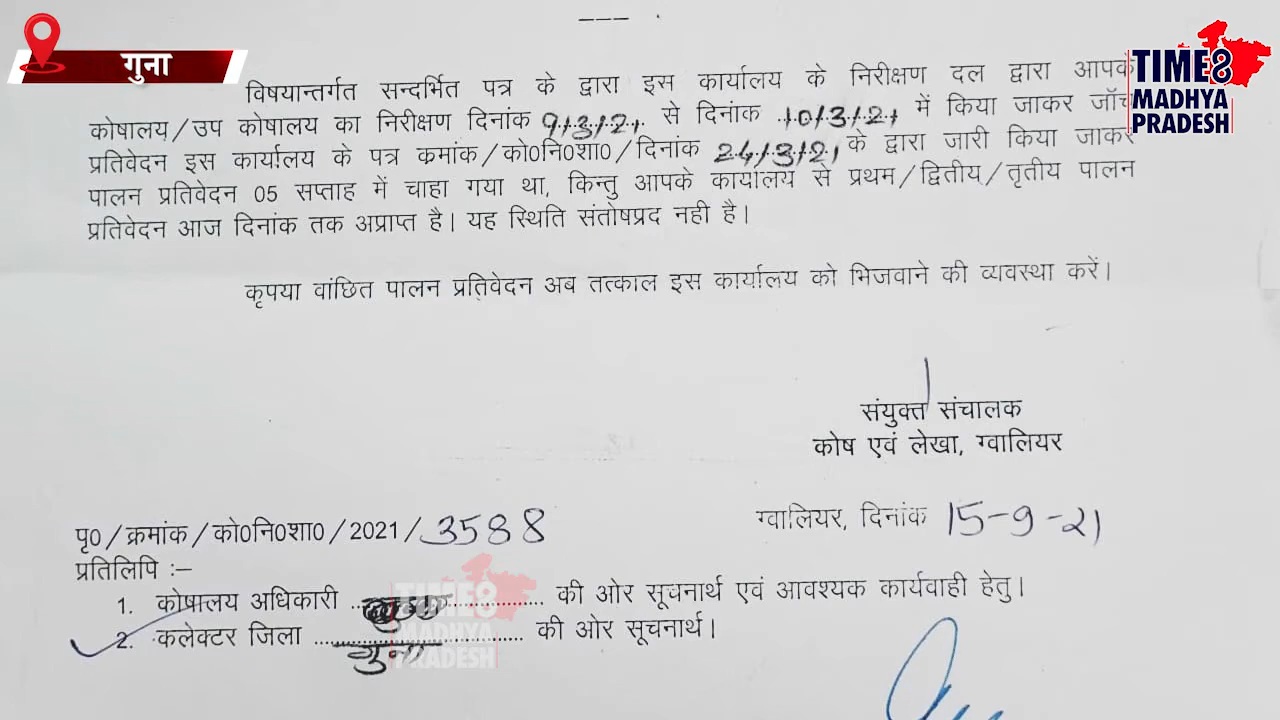 गुना
TIME8
MADHYA
PRADESH
विषयान्तर्गत सन्दर्भित पत्र के द्वारा इस कार्यालय के निरीक्षण दल द्वारा आपके
कोषालय/उप कोषालय का निरीक्षण दिनांक 9/3/21 से दिनांक 10/3/21 में किया जाकर जॉच
प्रतिवेदन इस कार्यालय के पत्र क्रमांक/को0नि0शा0/दिनांक 24/3/21 के द्वारा जारी किया जाकर
पालन प्रतिवेदन 05 सप्ताह में चाहा गया था, किन्तु आपके कार्यालय से प्रथम/द्वितीय/तृतीय पालन
प्रतिवेदन आज दिनांक तक अप्राप्त है। यह स्थिति संतोषप्रद नही है।
कृपया वांछित पालन प्रतिवेदन अब तत्काल इस कार्यालय को भिजवाने की व्यवस्था करें।
संयुक्त संचालक
कोष एवं लेखा, ग्वालियर
पृ0/क्रमांक/को0नि0शा0/2021/3588 ग्वालियर, दिनांक 15-9-21
प्रतिलिपि :–
1. कोषालय अधिकारी .......... की ओर सूचनार्थ एवं आवश्यक कार्यवाही हेतु।
2. कलेक्टर जिला ....गुना.... की ओर सूचनार्थ।
TIME8
MADHYA
PRADESH